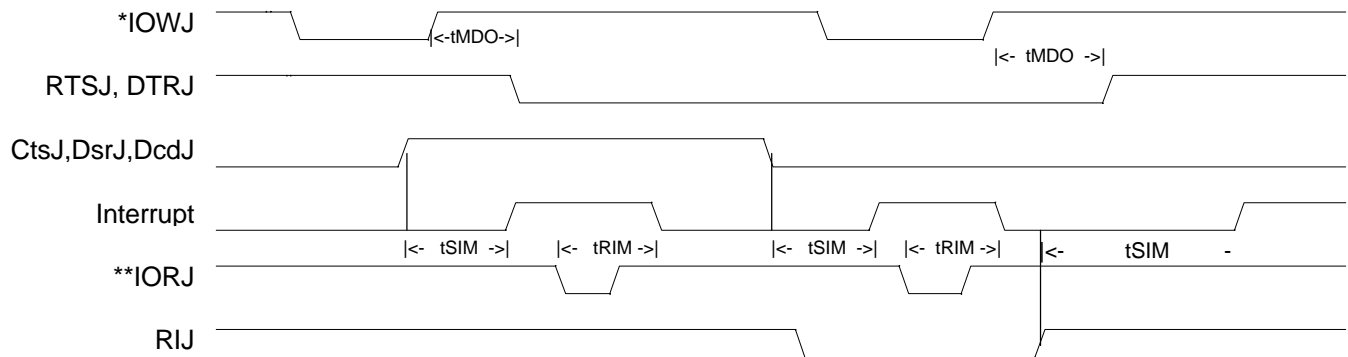 *IOWJ
|<-tMDO->|
|<- tMDO ->|
RTSJ, DTRJ
CtsJ,DsrJ,DcdJ
Interrupt
|<- tSIM ->| |<- tRIM ->| |<- tSIM ->| |<- tRIM ->| |<- tSIM -
**IORJ
RIJ